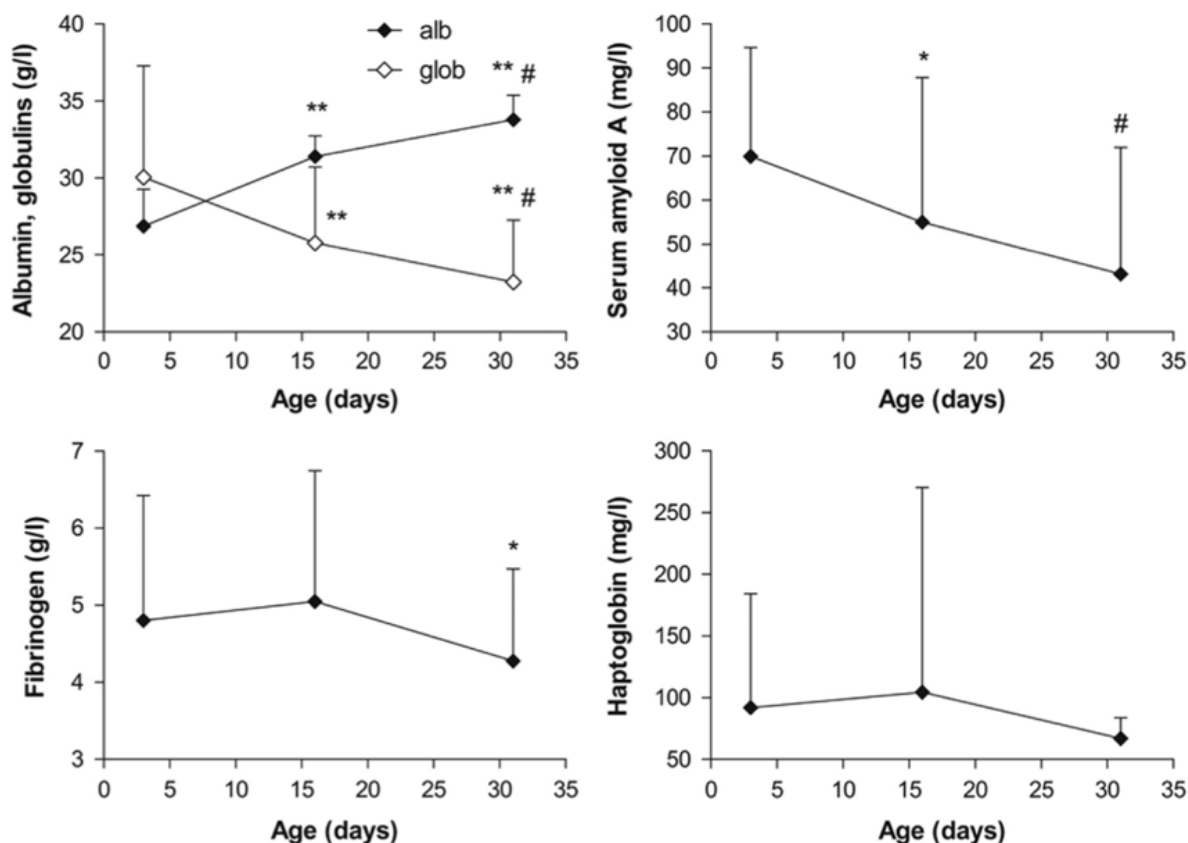 Albumin, globulins (g/l)
40
35
30
25
20
alb
glob
**
** #
**
** #
0 5 10 15 20 25 30 35
Age (days)
Serum amyloid A (mg/l)
100
90
80
70
60
50
40
30
*
#
0 5 10 15 20 25 30 35
Age (days)
Fibrinogen (g/l)
7
6
5
4
3
*
0 5 10 15 20 25 30 35
Age (days)
Haptoglobin (mg/l)
300
250
200
150
100
50
0 5 10 15 20 25 30 35
Age (days)